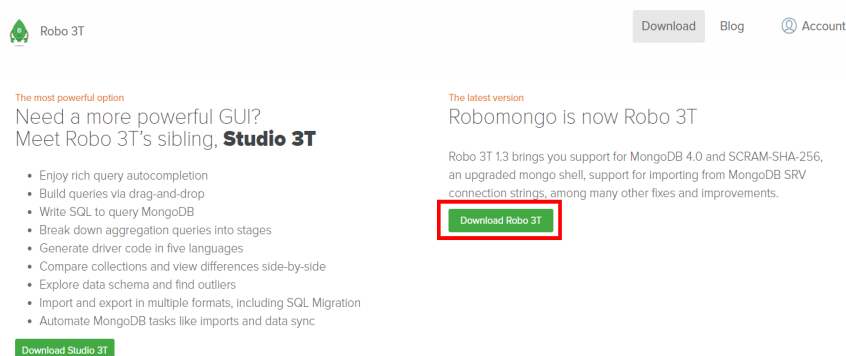 Robo 3T
Download
Blog
Account
The most powerful option
Need a more powerful GUI?
Meet Robo 3T's sibling, Studio 3T
• Enjoy rich query autocompletion
• Build queries via drag-and-drop
• Write SQL to query MongoDB
• Break down aggregation queries into stages
• Generate driver code in five languages
• Compare collections and view differences side-by-side
• Explore data schema and find outliers
• Import and export in multiple formats, including SQL Migration
• Automate MongoDB tasks like imports and data sync
Download Studio 3T
The latest version
Robomongo is now Robo 3T
Robo 3T 1.3 brings you support for MongoDB 4.0 and SCRAM-SHA-256,
an upgraded mongo shell, support for importing from MongoDB SRV
connection strings, among many other fixes and improvements.
Download Robo 3T